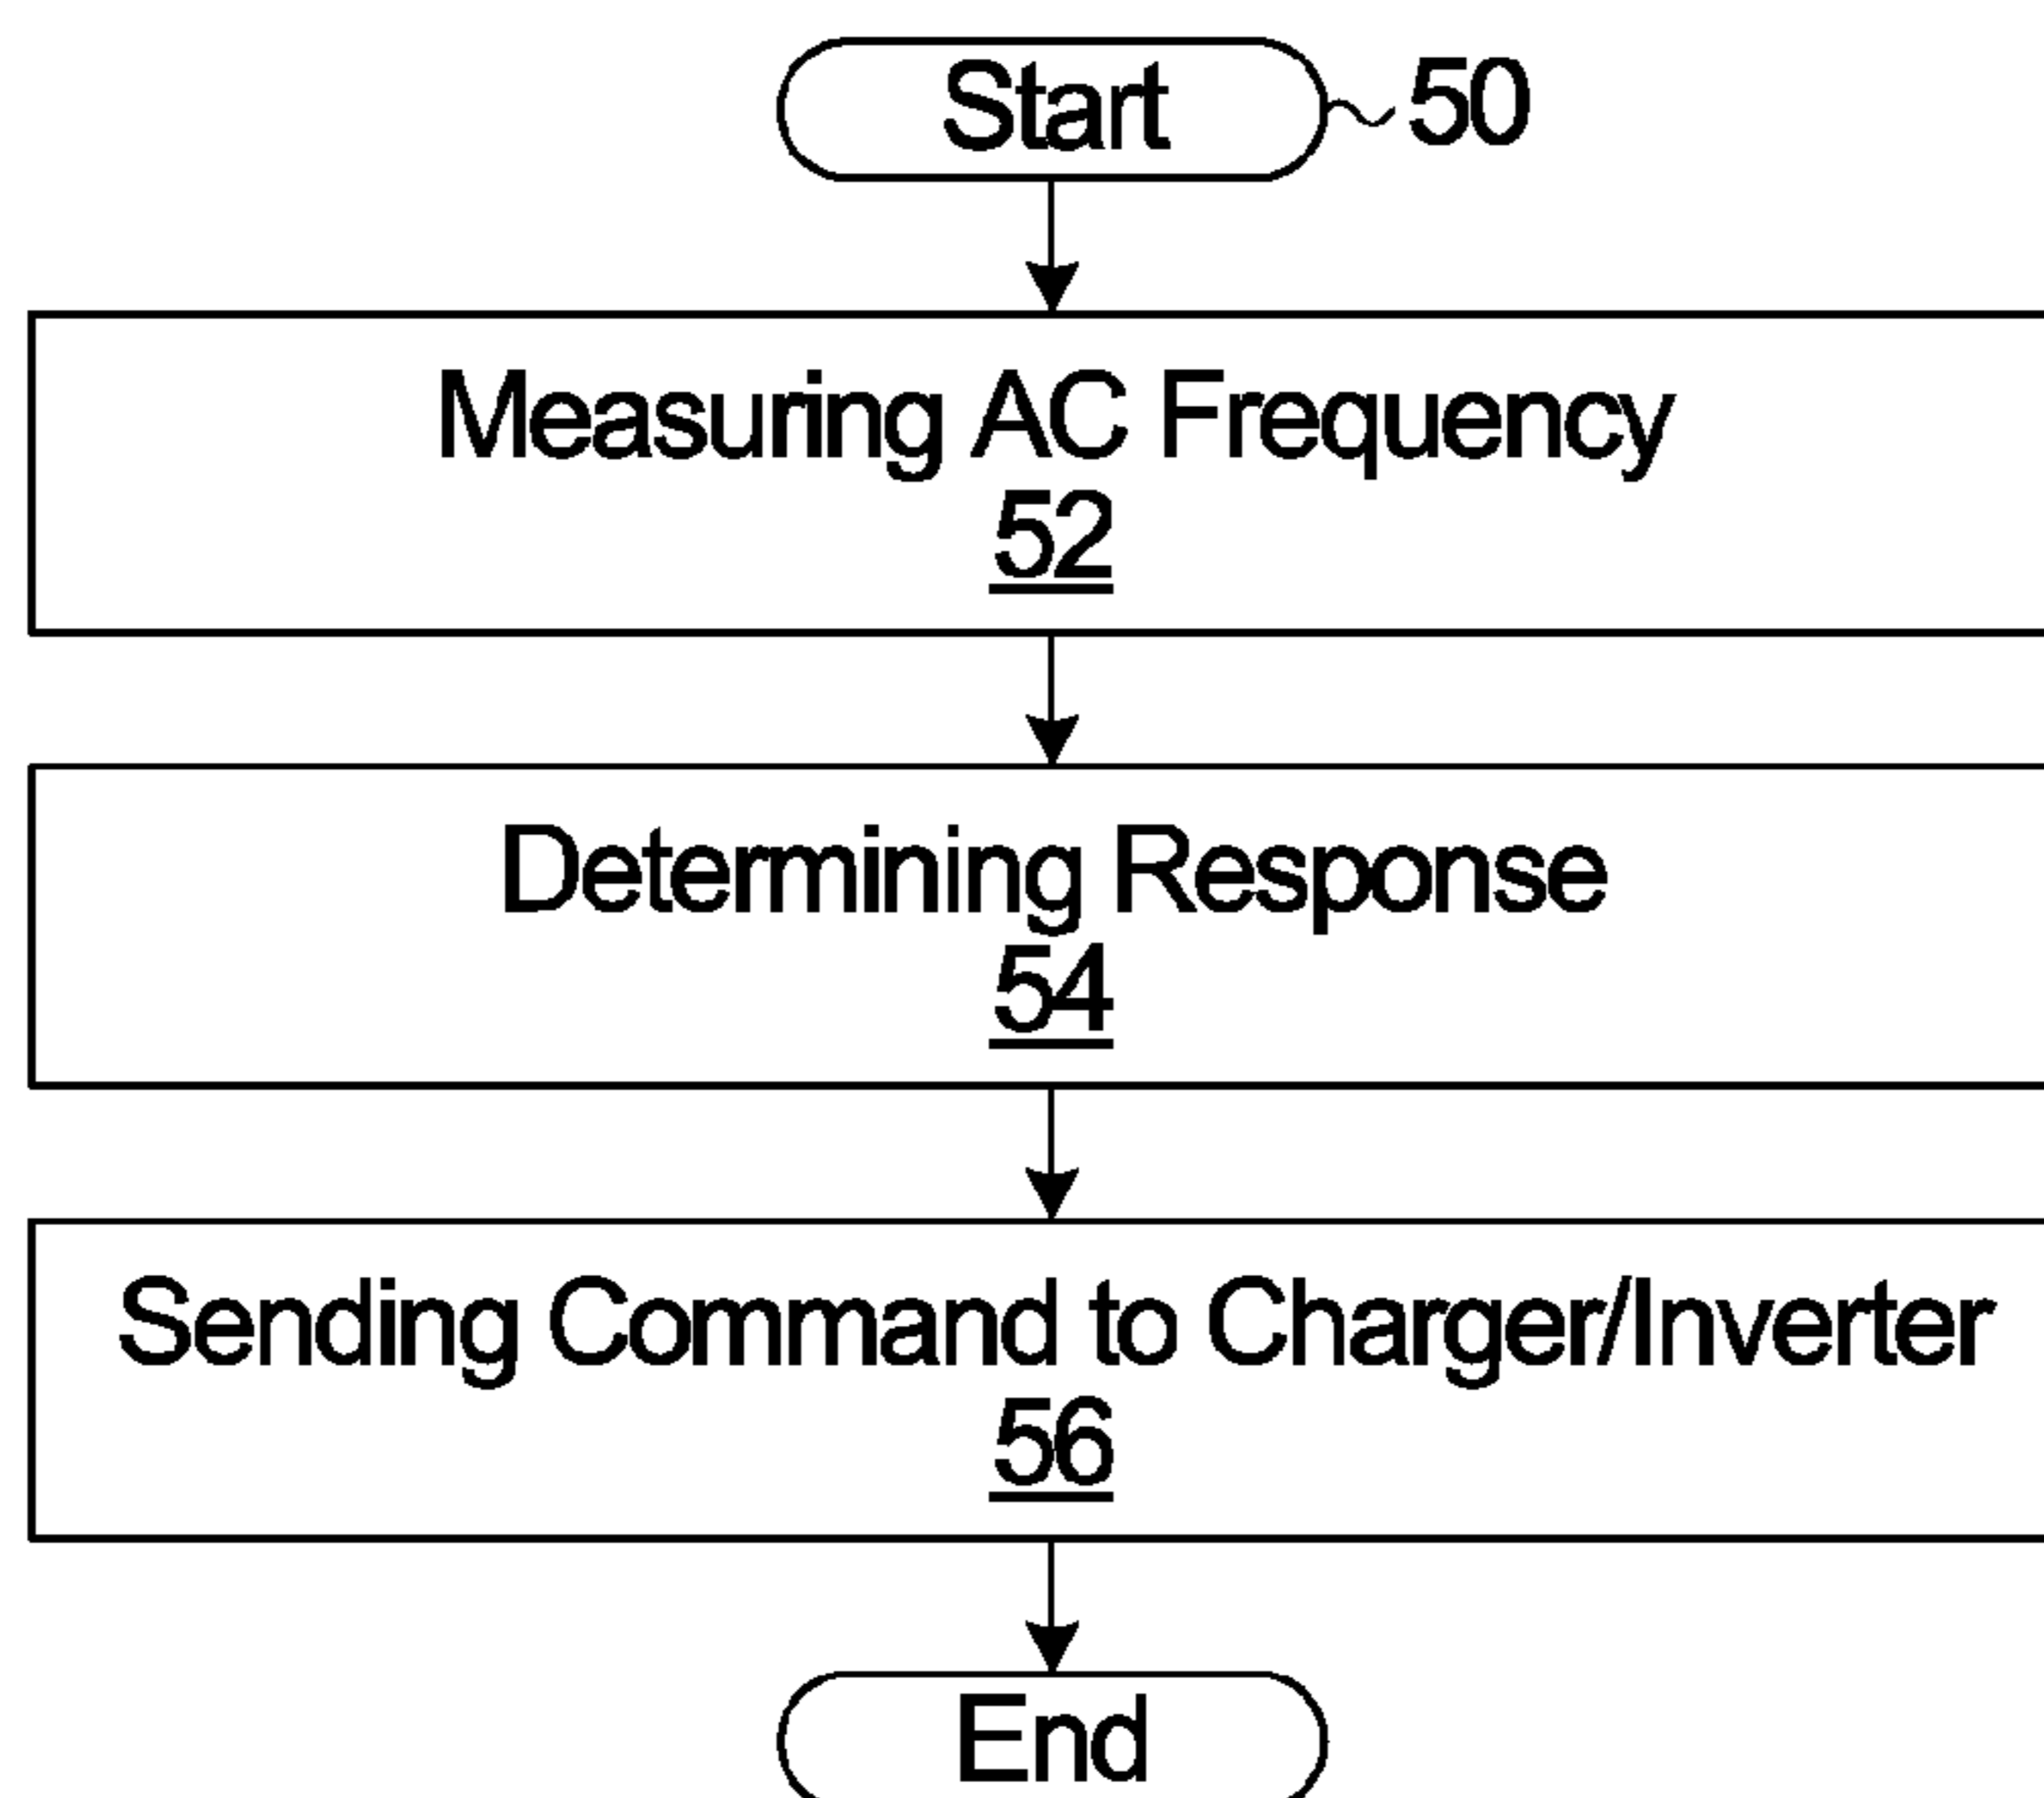 Start 50
Measuring AC Frequency
52
Determining Response
54
Sending Command to Charger/Inverter
56
End